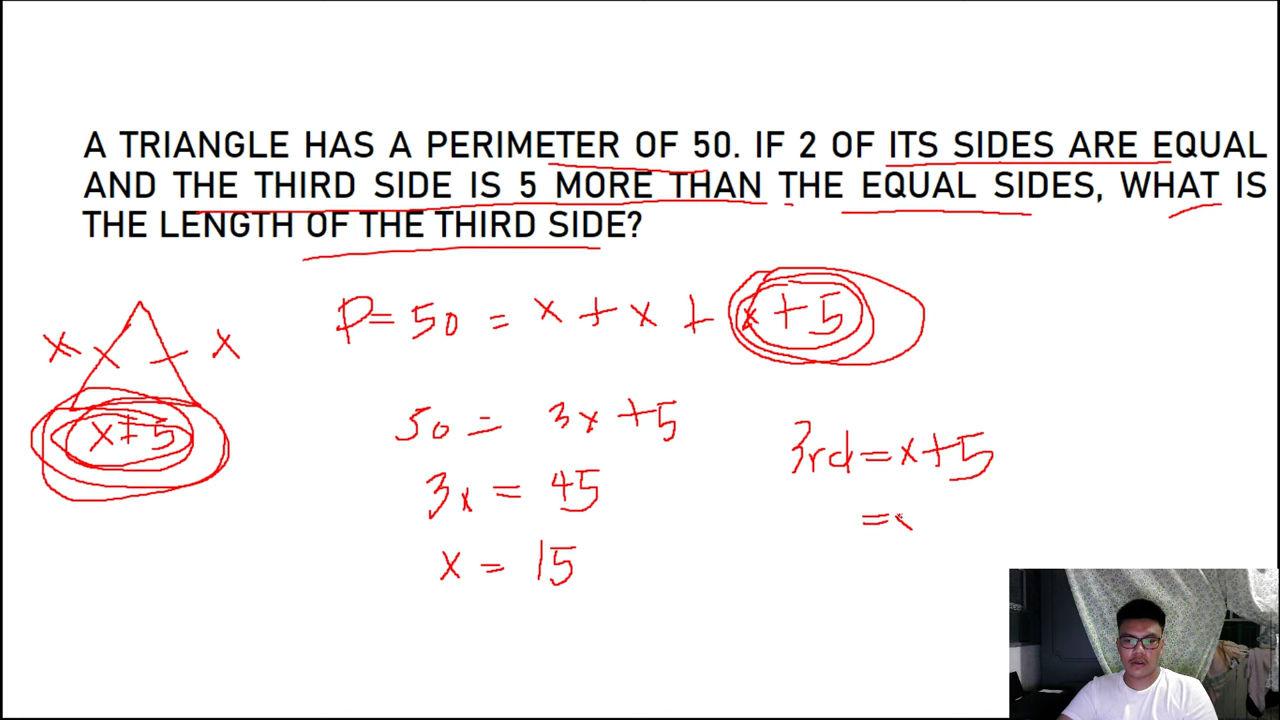 A TRIANGLE HAS A PERIMETER OF 50. IF 2 OF ITS SIDES ARE EQUAL
AND THE THIRD SIDE IS 5 MORE THAN THE EQUAL SIDES, WHAT IS
THE LENGTH OF THE THIRD SIDE?
P = 50 = x + x + x + 5
x x - x
x + 5
50 = 3x + 5
3x = 45
x = 15
3rd = x + 5
=